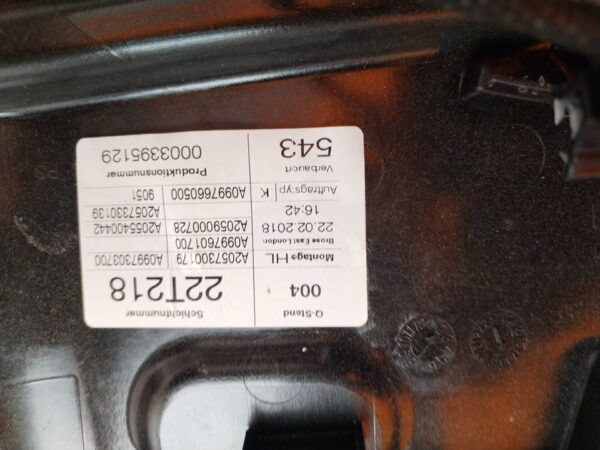 Q-Stand
Schichtnummer
004
22T218
Montage HL
A2057300179 A0997303700
Brose East London
A0997601700
22.02.2018
A2059000728 A2055400442
16:42
A2057330139
Auftragstyp K A0997660500 9051
Verbauort
Produktionsnummer
543
0003395129